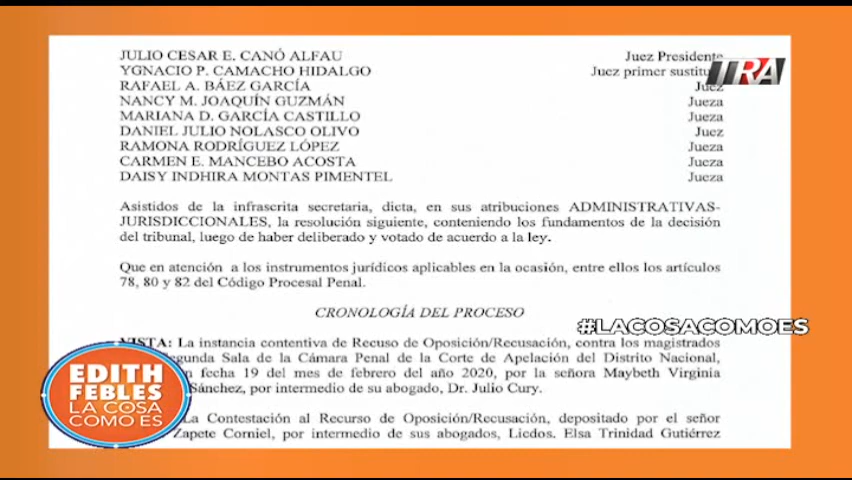 JULIO CESAR E. CANÓ ALFAU Juez Presidente
YGNACIO P. CAMACHO HIDALGO Juez primer sustituto
RAFAEL A. BÁEZ GARCÍA Juez
NANCY M. JOAQUÍN GUZMÁN Jueza
MARIANA D. GARCÍA CASTILLO Jueza
DANIEL JULIO NOLASCO OLIVO Juez
RAMONA RODRÍGUEZ LÓPEZ Jueza
CARMEN E. MANCEBO ACOSTA Jueza
DAISY INDHIRA MONTAS PIMENTEL Jueza
TRA
Asistidos de la infrascrita secretaria, dicta, en sus atribuciones ADMINISTRATIVAS-
JURISDICCIONALES, la resolución siguiente, conteniendo los fundamentos de la decisión
del tribunal, luego de haber deliberado y votado de acuerdo a la ley.
Que en atención a los instrumentos jurídicos aplicables en la ocasión, entre ellos los artículos
78, 80 y 82 del Código Procesal Penal.
CRONOLOGÍA DEL PROCESO
#LACOSACOMOES
VISTA: La instancia contentiva de Recuso de Oposición/Recusación, contra los magistrados
egunda Sala de la Cámara Penal de la Corte de Apelación del Distrito Nacional,
n fecha 19 del mes de febrero del año 2020, por la señora Maybeth Virginia
Sánchez, por intermedio de su abogado, Dr. Julio Cury.
La Contestación al Recurso de Oposición/Recusación, depositado por el señor
Zapete Corniel, por intermedio de sus abogados, Licdos. Elsa Trinidad Gutiérrez
EDITH
FEBLES
LA COSA
COMO ES